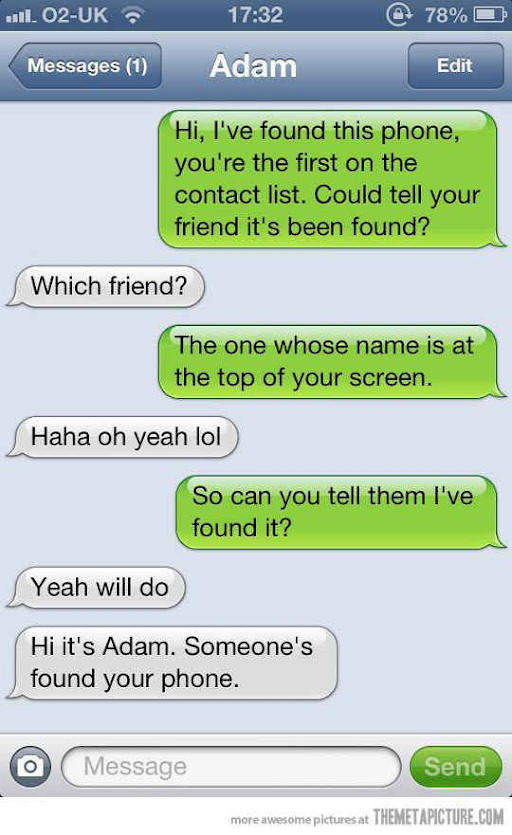 O2-UK 17:32 78%
Messages (1) Adam Edit
Hi, I've found this phone,
you're the first on the
contact list. Could tell your
friend it's been found?
Which friend?
The one whose name is at
the top of your screen.
Haha oh yeah lol
So can you tell them I've
found it?
Yeah will do
Hi it's Adam. Someone's
found your phone.
Message Send
more awesome pictures at THEMETAPICTURE.COM